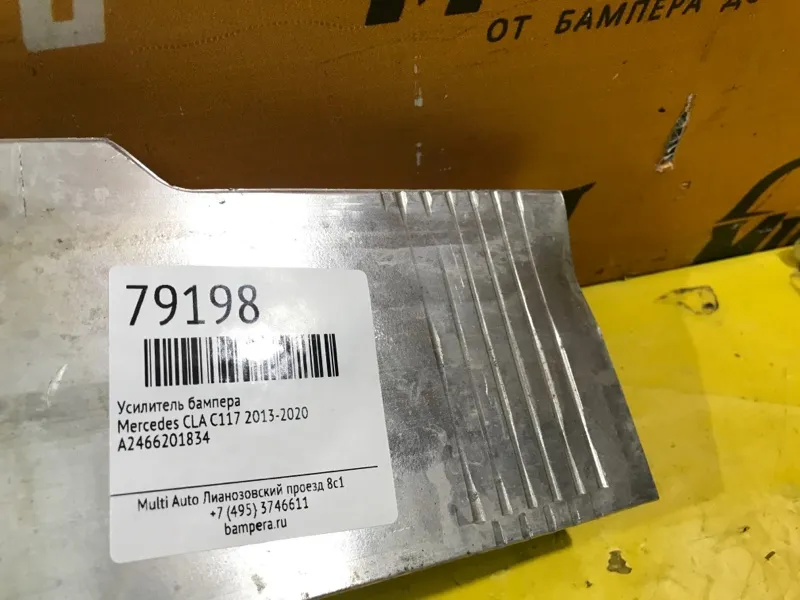 ОТ БАМПЕРА ДО
79198
Усилитель бампера
Mercedes CLA C117 2013-2020
A2466201834
Multi Auto Лианозовский проезд 8с1
+7 (495) 3746611
bampera.ru